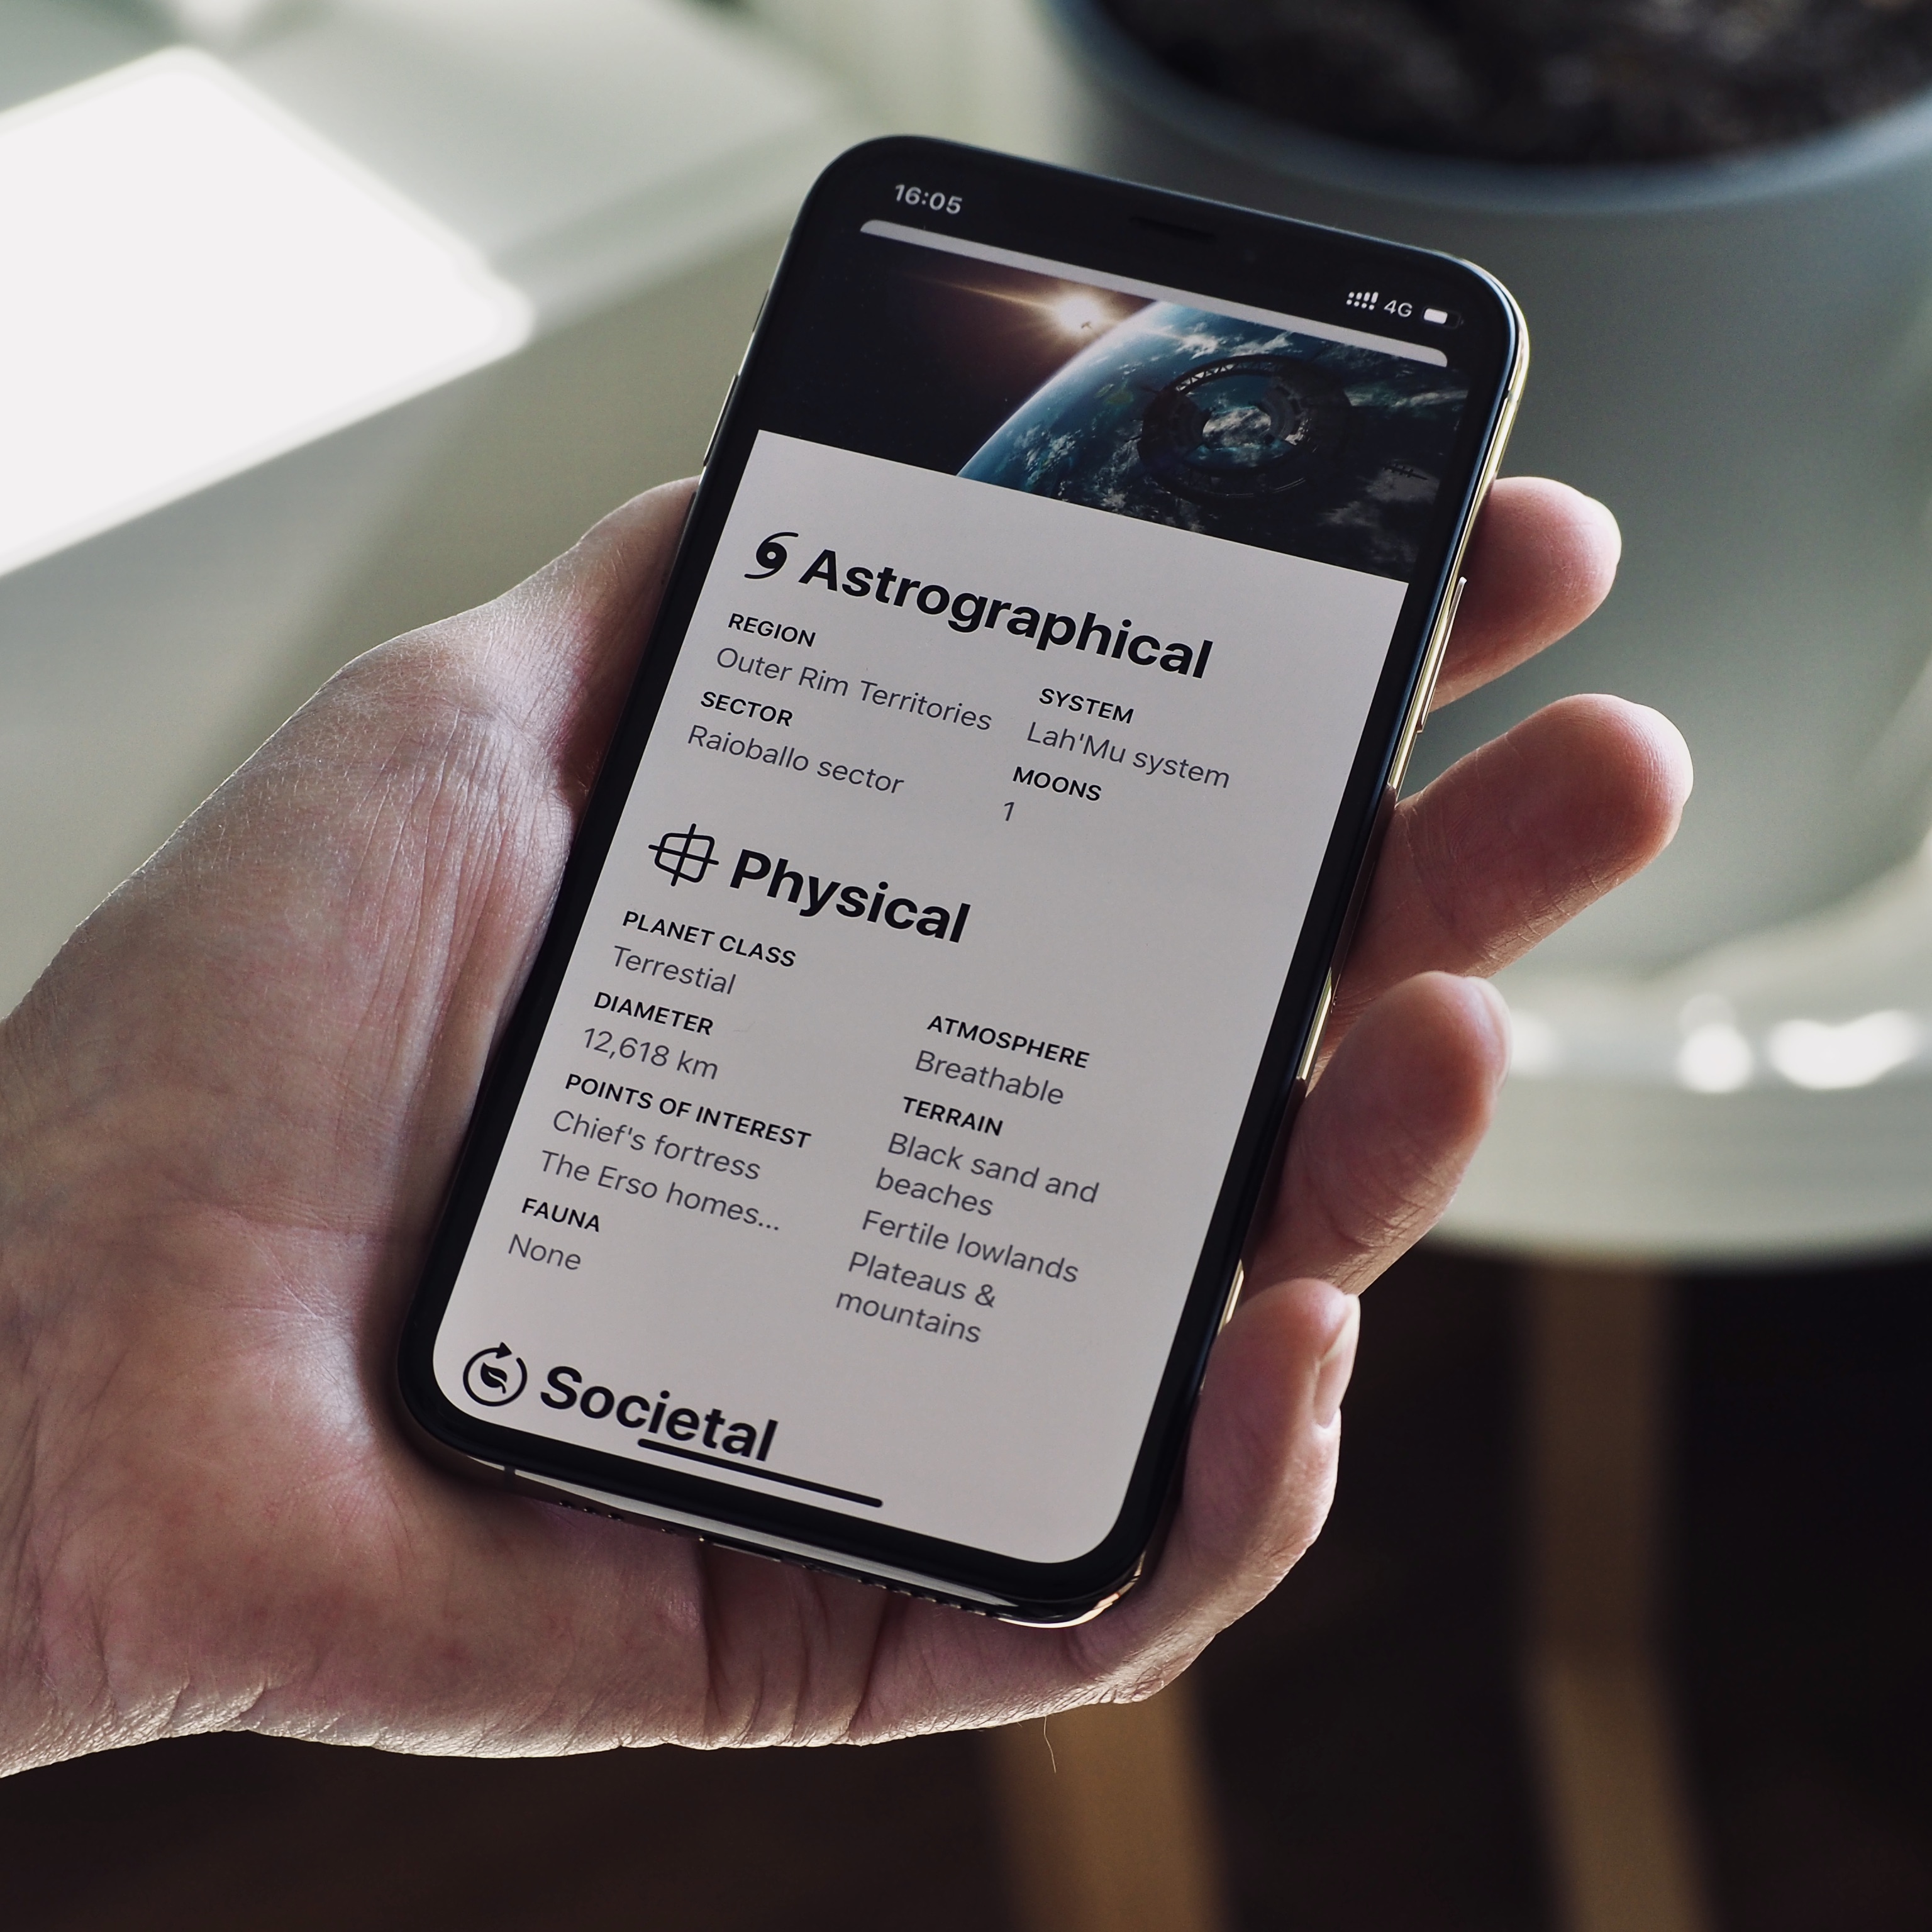 16:05
4G
Astrographical
REGION
Outer Rim Territories
SECTOR
Raioballo sector
SYSTEM
Lah'Mu system
MOONS
1
Physical
PLANET CLASS
Terrestial
DIAMETER
12,618 km
POINTS OF INTEREST
Chief's fortress
The Erso homes...
FAUNA
None
ATMOSPHERE
Breathable
TERRAIN
Black sand and
beaches
Fertile lowlands
Plateaus &
mountains
Societal